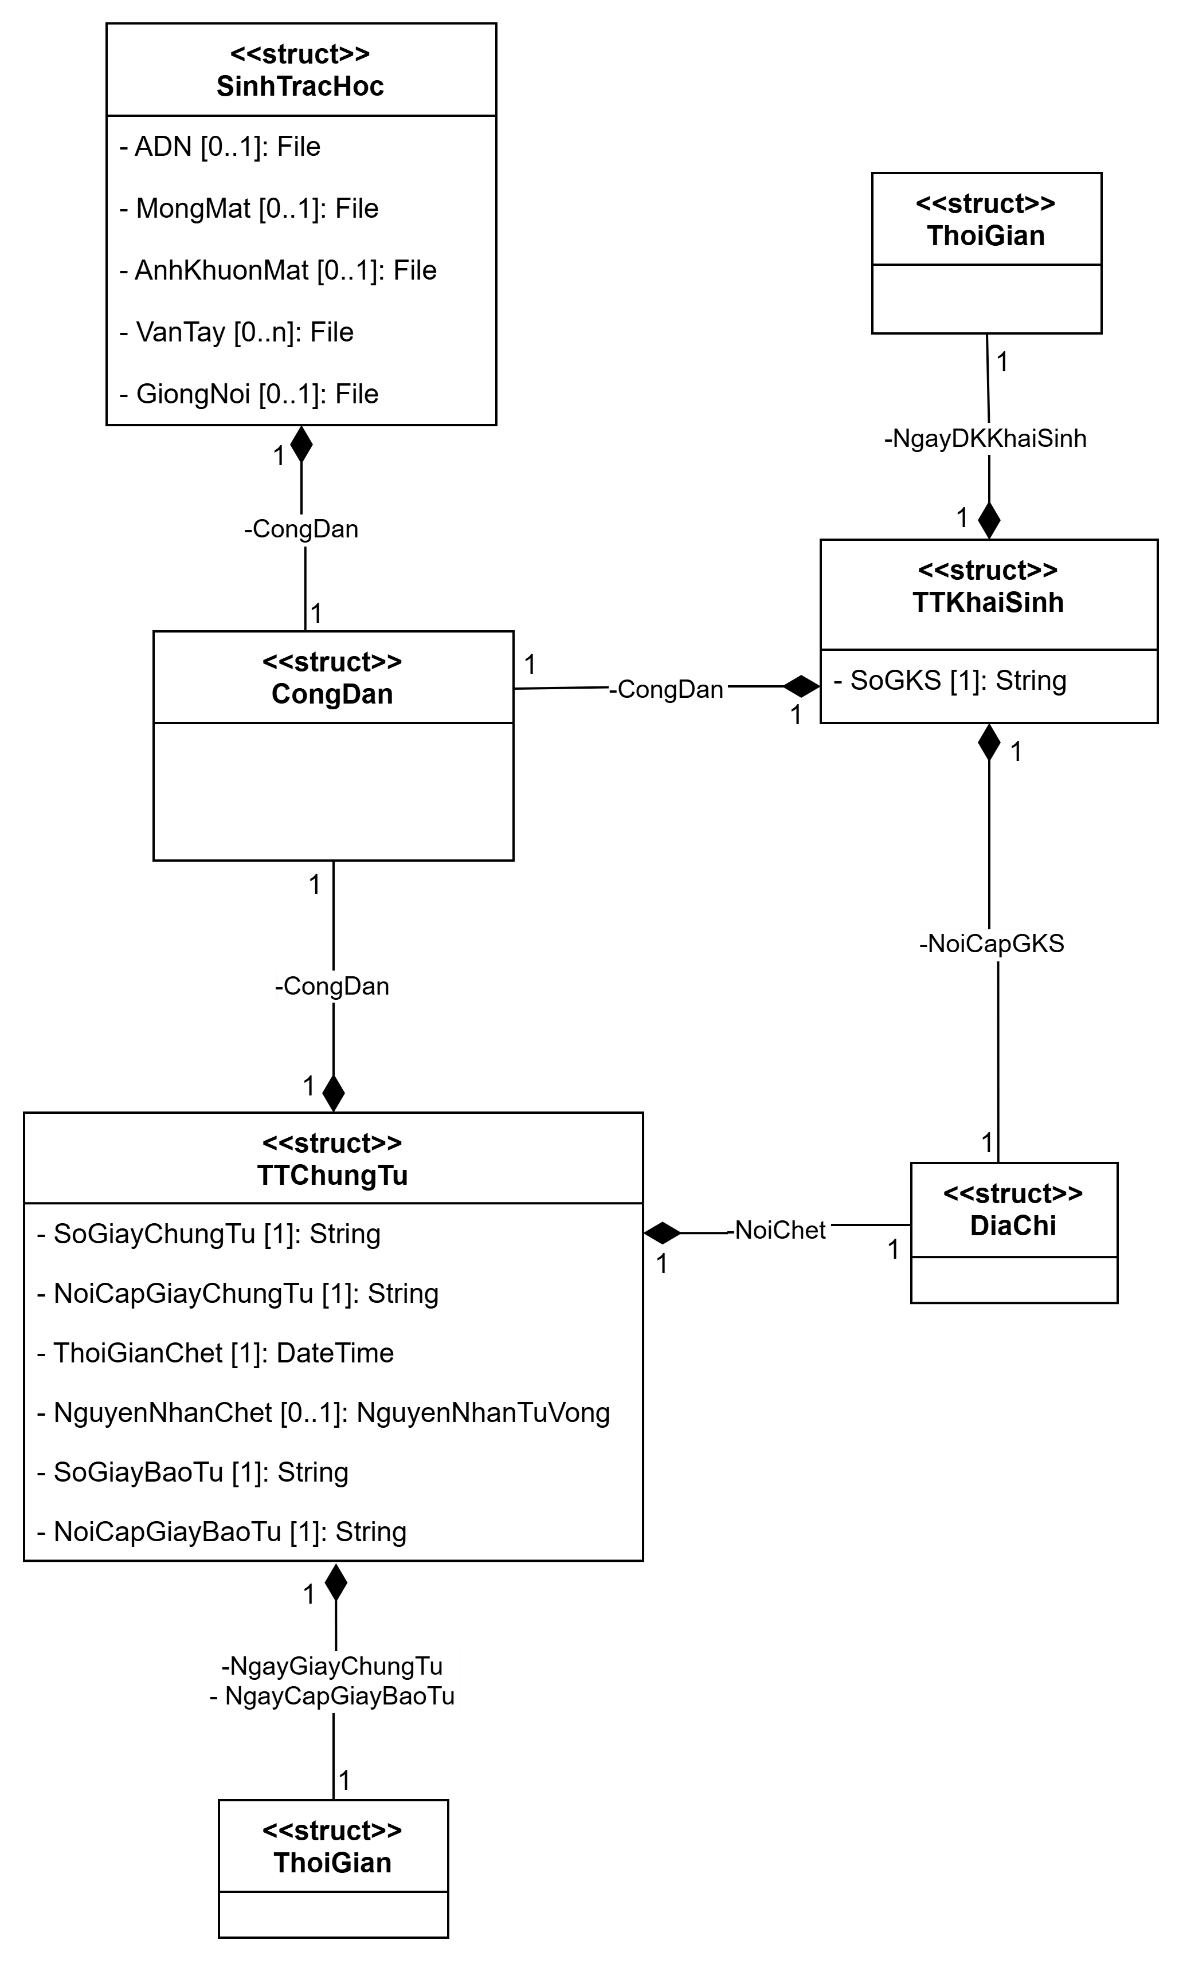 <<struct>>
SinhTracHoc
- ADN [0..1]: File
- MongMat [0..1]: File
- AnhKhuonMat [0..1]: File
- VanTay [0..n]: File
- GiongNoi [0..1]: File
1
-CongDan
1
<<struct>>
ThoiGian
1
-NgayDKKhaiSinh
1
<<struct>>
TTKhaiSinh
- SoGKS [1]: String
<<struct>>
CongDan
1
-CongDan
1
1
-NoiCapGKS
1
1
-CongDan
1
<<struct>>
TTChungTu
- SoGiayChungTu [1]: String
- NoiCapGiayChungTu [1]: String
- ThoiGianChet [1]: DateTime
- NguyenNhanChet [0..1]: NguyenNhanTuVong
- SoGiayBaoTu [1]: String
- NoiCapGiayBaoTu [1]: String
1
-NoiChet
1
<<struct>>
DiaChi
1
-NgayGiayChungTu
- NgayCapGiayBaoTu
1
<<struct>>
ThoiGian